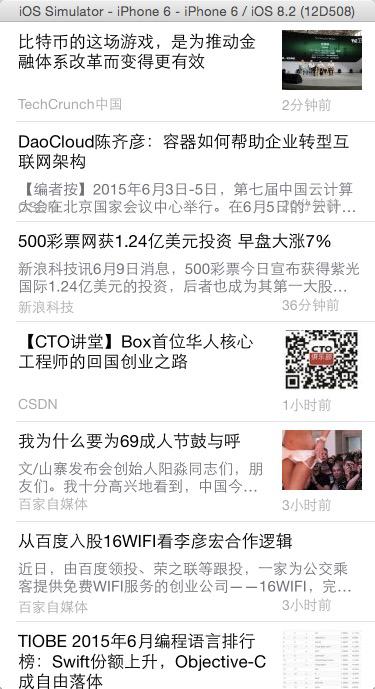 iOS Simulator - iPhone 6 - iPhone 6 / iOS 8.2 (12D508)
比特币的这场游戏，是为推动金
融体系改革而变得更有效
TechCrunch中国
2分钟前
DaoCloud陈齐彦：容器如何帮助企业转型互
联网架构
【编者按】2015年6月3日-5日，第七届中国云计算
大会在北京国家会议中心举行。在6月5日的“云计…
500彩票网获1.24亿美元投资 早盘大涨7%
新浪科技讯6月9日消息，500彩票今日宣布获得紫光
国际1.24亿美元的投资，后者也成为其第一大股…
新浪科技
36分钟前
【CTO讲堂】Box首位华人核心
工程师的回国创业之路
CTO
俱乐部
CSDN
1小时前
我为什么要为69成人节鼓与呼
文/山寨发布会创始人阳淼同志们，朋
友们。我十分高兴地看到，中国今…
百家自媒体
3小时前
从百度入股16WIFI看李彦宏合作逻辑
近日，由百度领投、荣之联等跟投，一家为公交乘
客提供免费WIFI服务的创业公司——16WIFI，完…
百家自媒体
3小时前
TIOBE 2015年6月编程语言排行
榜：Swift份额上升，Objective-C
成自由落体